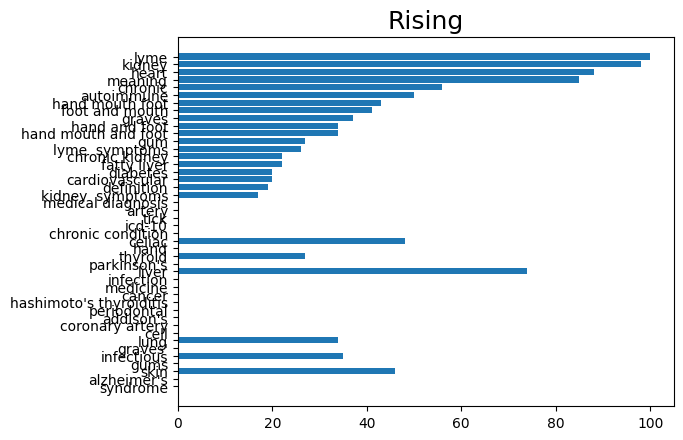 Rising
lyme
kidney
heart
meaning
chronic
autoimmune
hand mouth foot
foot and mouth
graves
hand and foot
hand mouth and foot
gum
lyme symptoms
chronic kidney
fatty liver
diabetes
cardiovascular
definition
kidney symptoms
medical diagnosis
artery
tick
icd-10
chronic condition
celiac
hand
thyroid
parkinson's
liver
infection
medicine
cancer
hashimoto's thyroiditis
periodontal
addison's
coronary artery
cell
lung
graves'
infectious
gums
skin
alzheimer's
syndrome
0 20 40 60 80 100